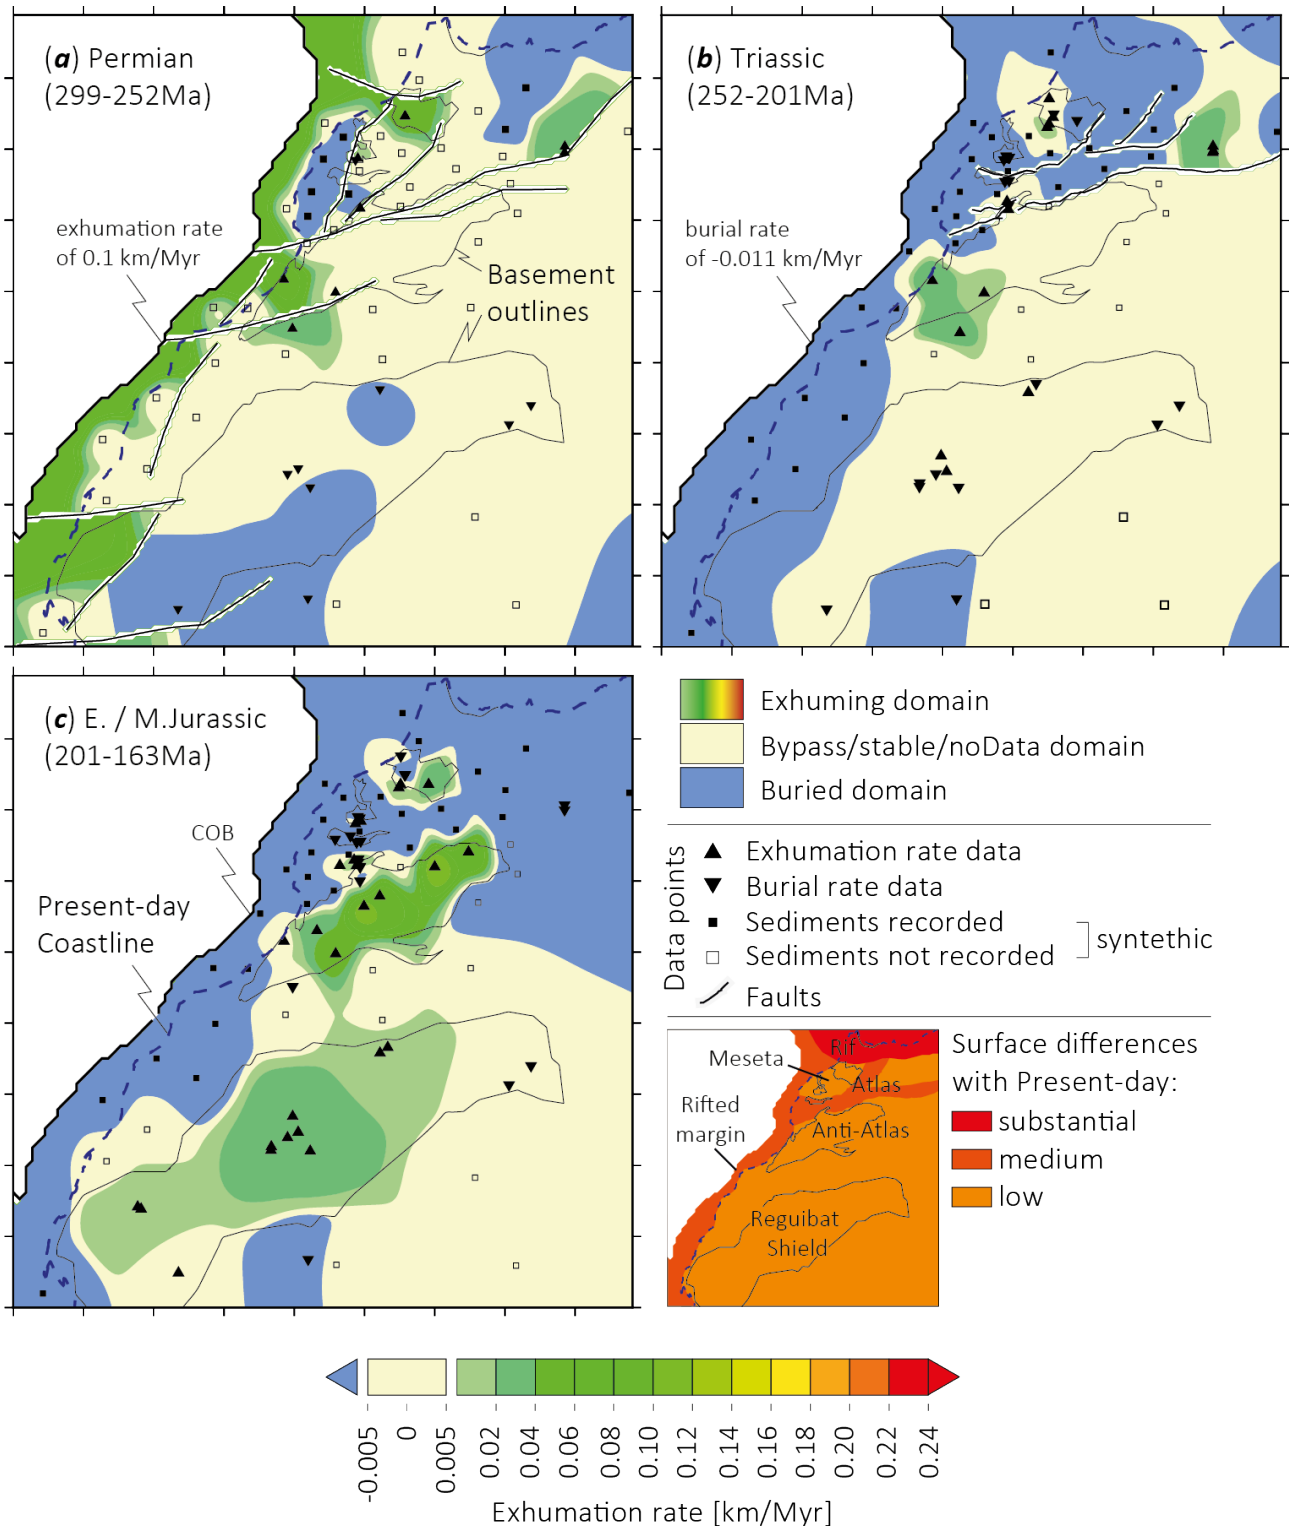 (a) Permian
(299-252Ma)
exhumation rate
of 0.1 km/Myr
Basement
outlines
(b) Triassic
(252-201Ma)
burial rate
of -0.011 km/Myr
(c) E. / M.Jurassic
(201-163Ma)
COB
Present-day
Coastline
Exhuming domain
Bypass/stable/noData domain
Buried domain
Data points
Exhumation rate data
Burial rate data
Sediments recorded
Sediments not recorded
syntethic
Faults
Rif
Meseta
Atlas
Rifted
margin
Anti-Atlas
Reguibat
Shield
Surface differences
with Present-day:
substantial
medium
low
-0.005
0
0.005
0.02
0.04
0.06
0.08
0.10
0.12
0.14
0.16
0.18
0.20
0.22
0.24
Exhumation rate [km/Myr]